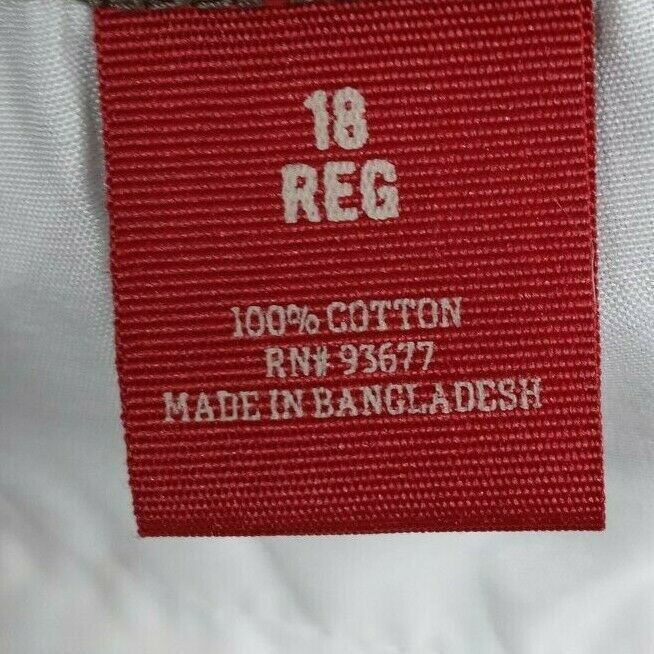 18
REG
100% COTTON
RN# 93677
MADE IN BANGLADESH